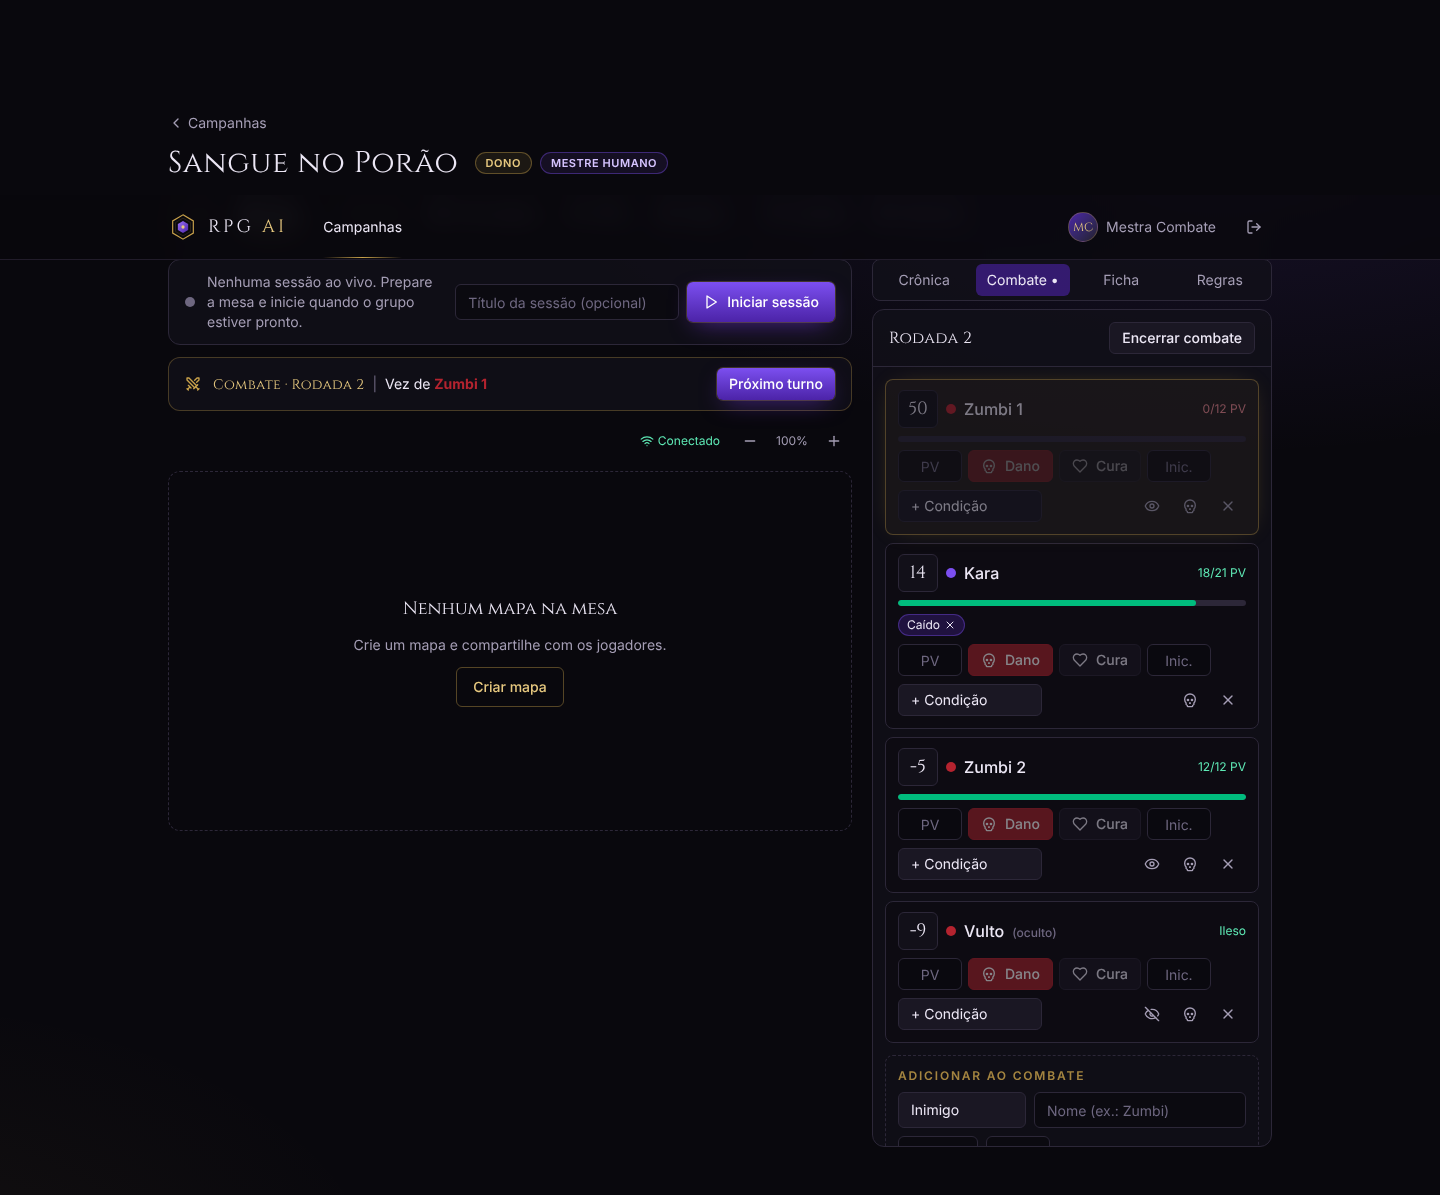 Campanhas
Sangue no Porão
DONO
MESTRE HUMANO
RPG AI
Campanhas
MC
Mestra Combate
Nenhuma sessão ao vivo. Prepare
a mesa e inicie quando o grupo
estiver pronto.
Título da sessão (opcional)
Iniciar sessão
Combate · Rodada 2
Vez de Zumbi 1
Próximo turno
Conectado
100%
Nenhum mapa na mesa
Crie um mapa e compartilhe com os jogadores.
Criar mapa
Crônica
Combate •
Ficha
Regras
Rodada 2
Encerrar combate
50
Zumbi 1
0/12 PV
PV
Dano
Cura
Inic.
+ Condição
14
Kara
18/21 PV
Caído
PV
Dano
Cura
Inic.
+ Condição
-5
Zumbi 2
12/12 PV
PV
Dano
Cura
Inic.
+ Condição
-9
Vulto (oculto)
Ileso
PV
Dano
Cura
Inic.
+ Condição
ADICIONAR AO COMBATE
Inimigo
Nome (ex.: Zumbi)